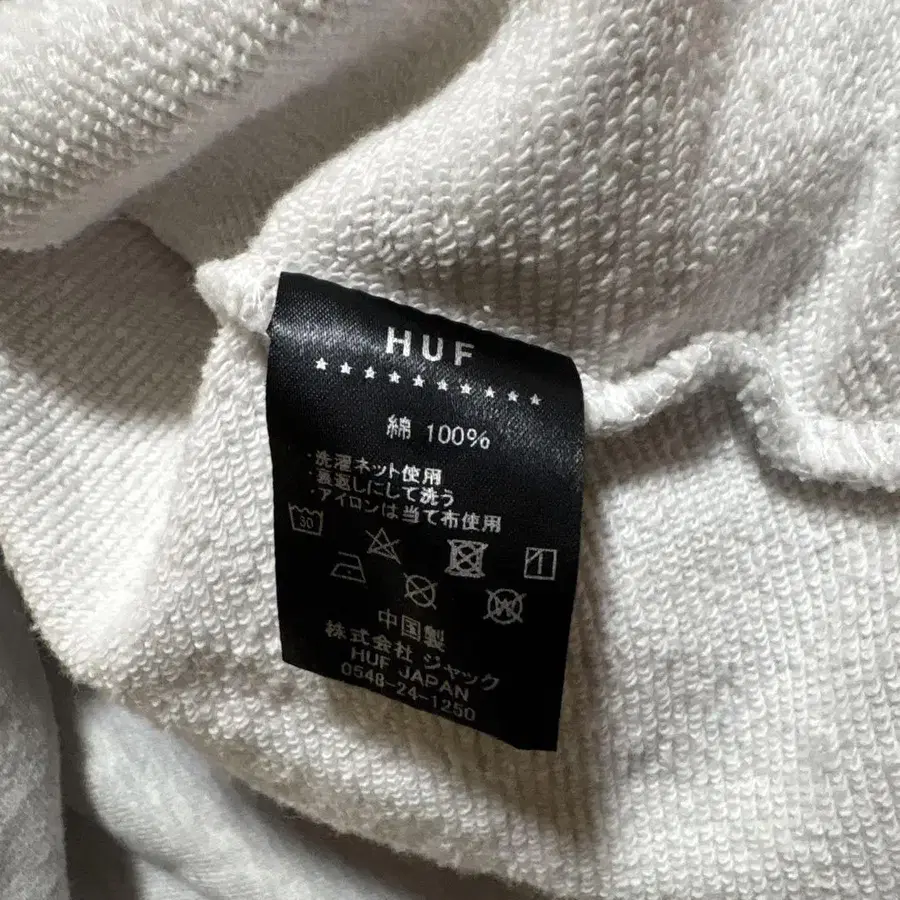 HUF
★★★★★★★★★★
綿 100%
・洗濯ネット使用
・裏返しにして洗う
・アイロンは当て布使用
30
W
中国製
株式会社 ジャック
HUF JAPAN
0548-24-1250